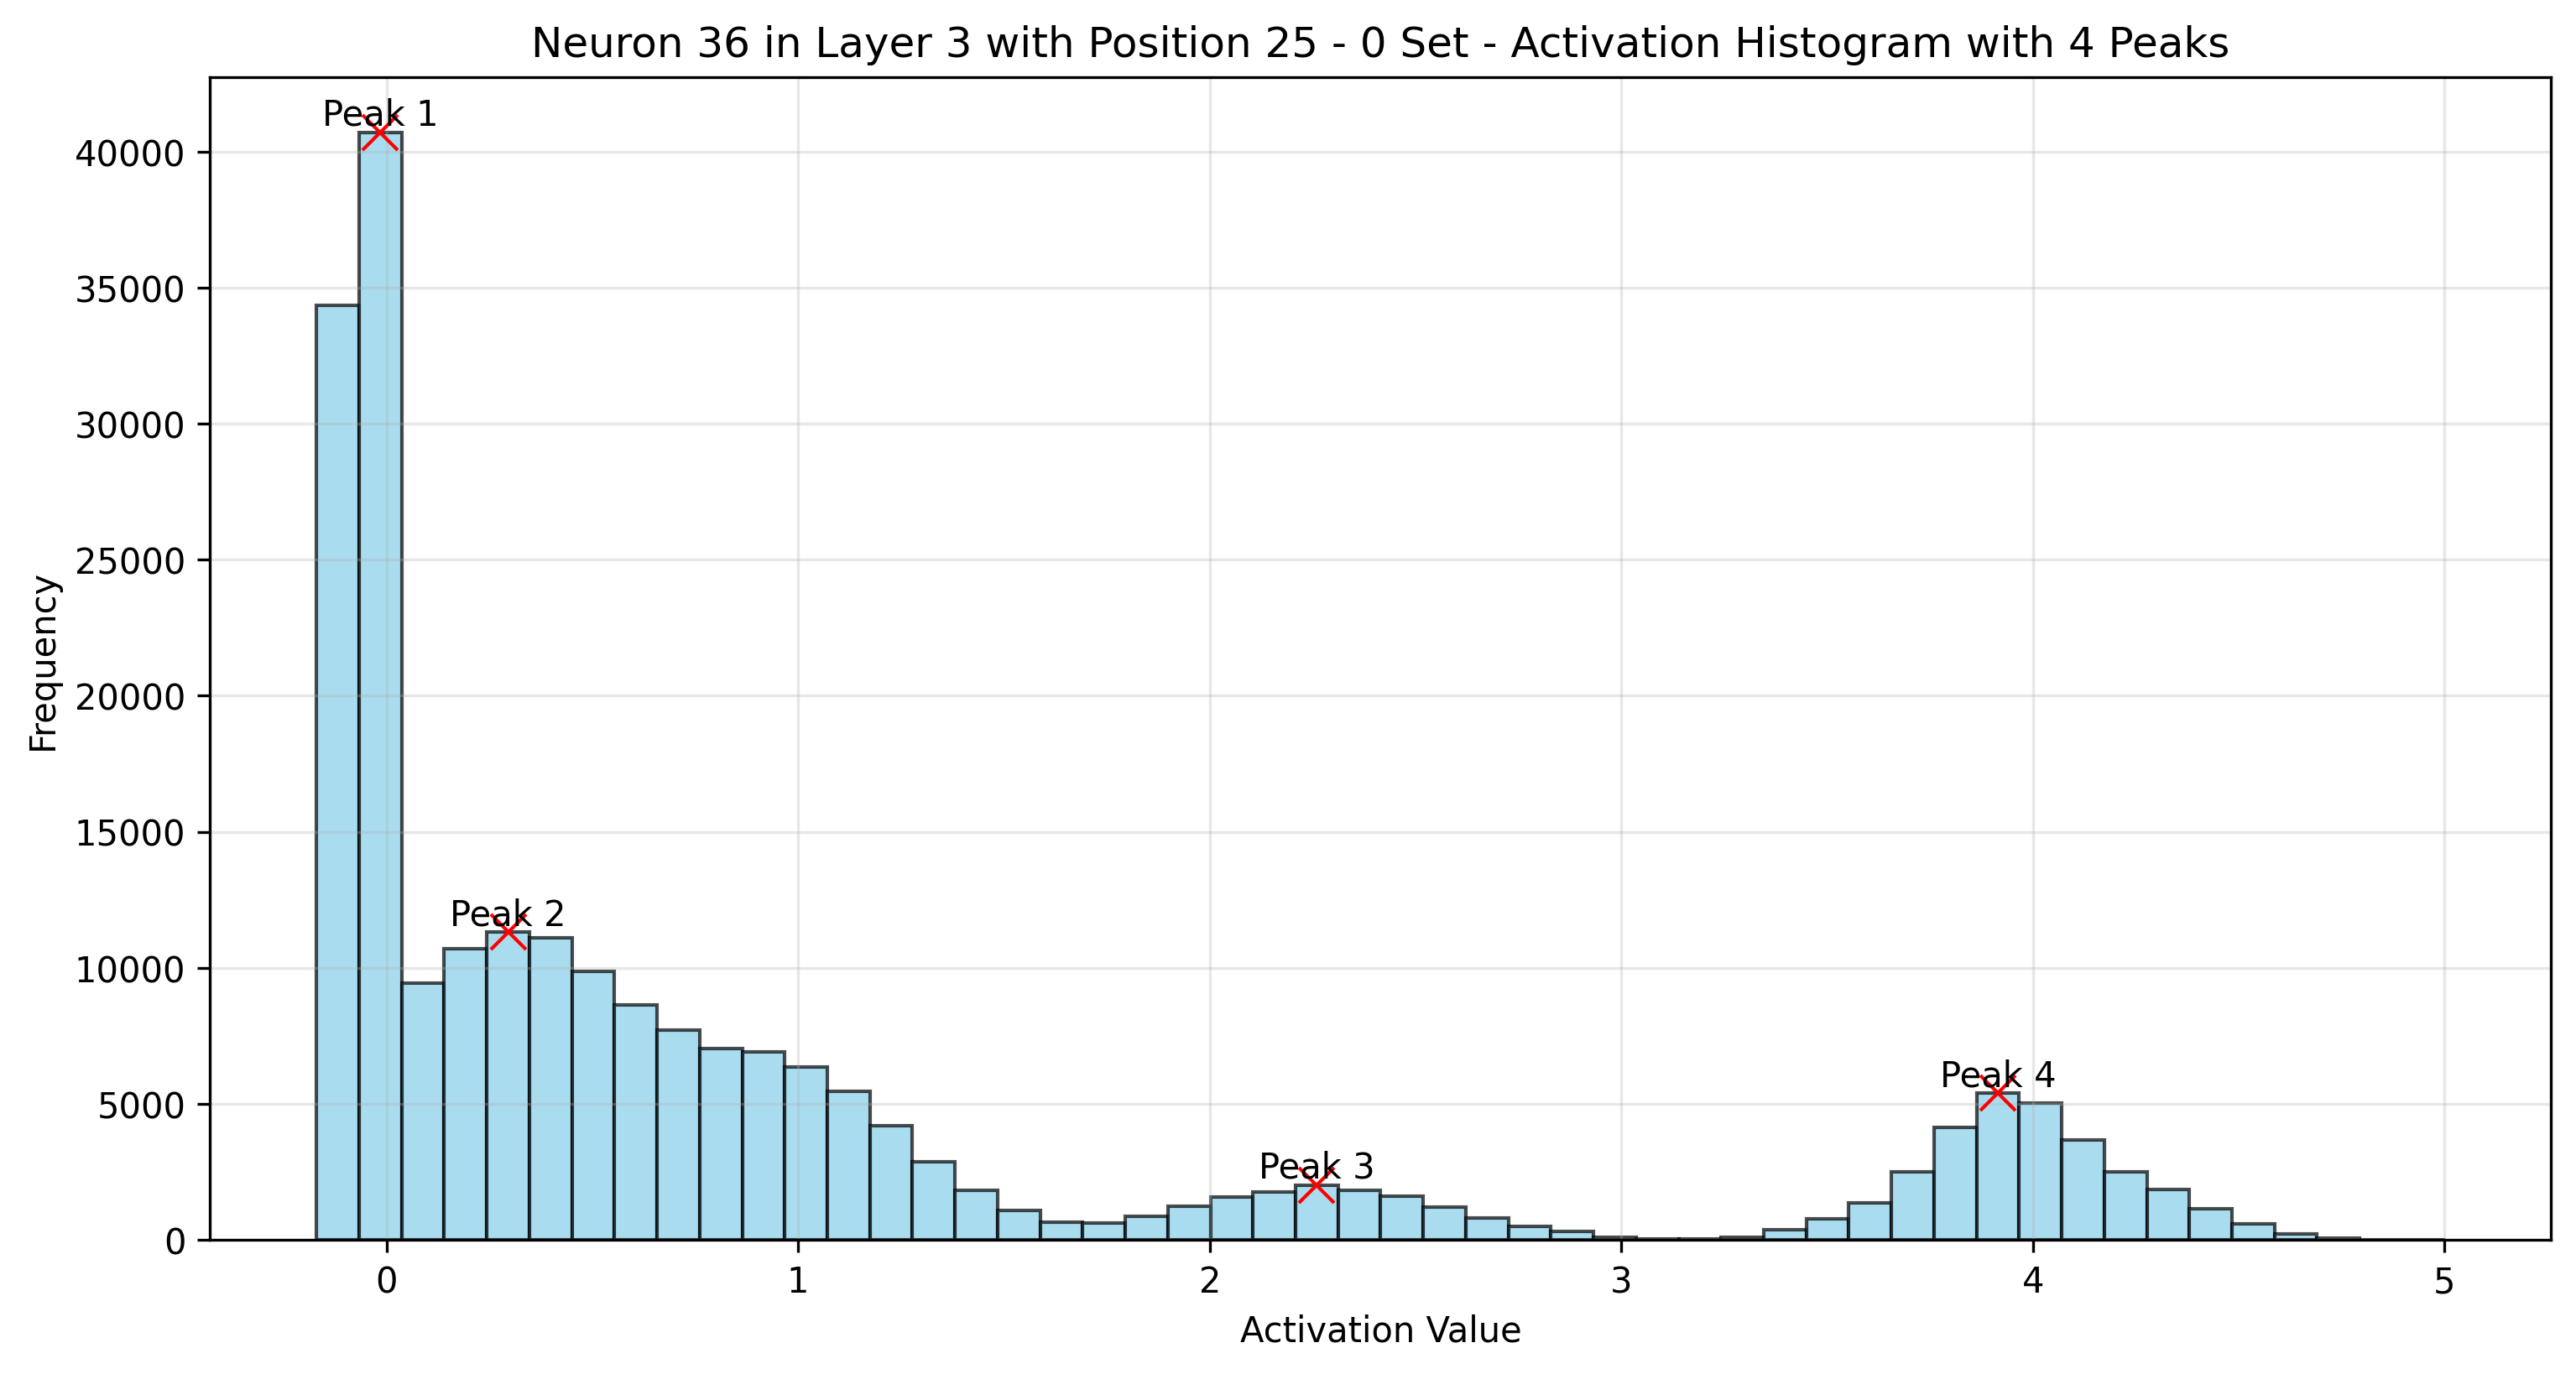 Neuron 36 in Layer 3 with Position 25 - 0 Set - Activation Histogram with 4 Peaks
Peak 1
40000
35000
30000
25000
20000
15000
10000
5000
0
Frequency
Peak 2
Peak 3
Peak 4
0 1 2 3 4 5
Activation Value